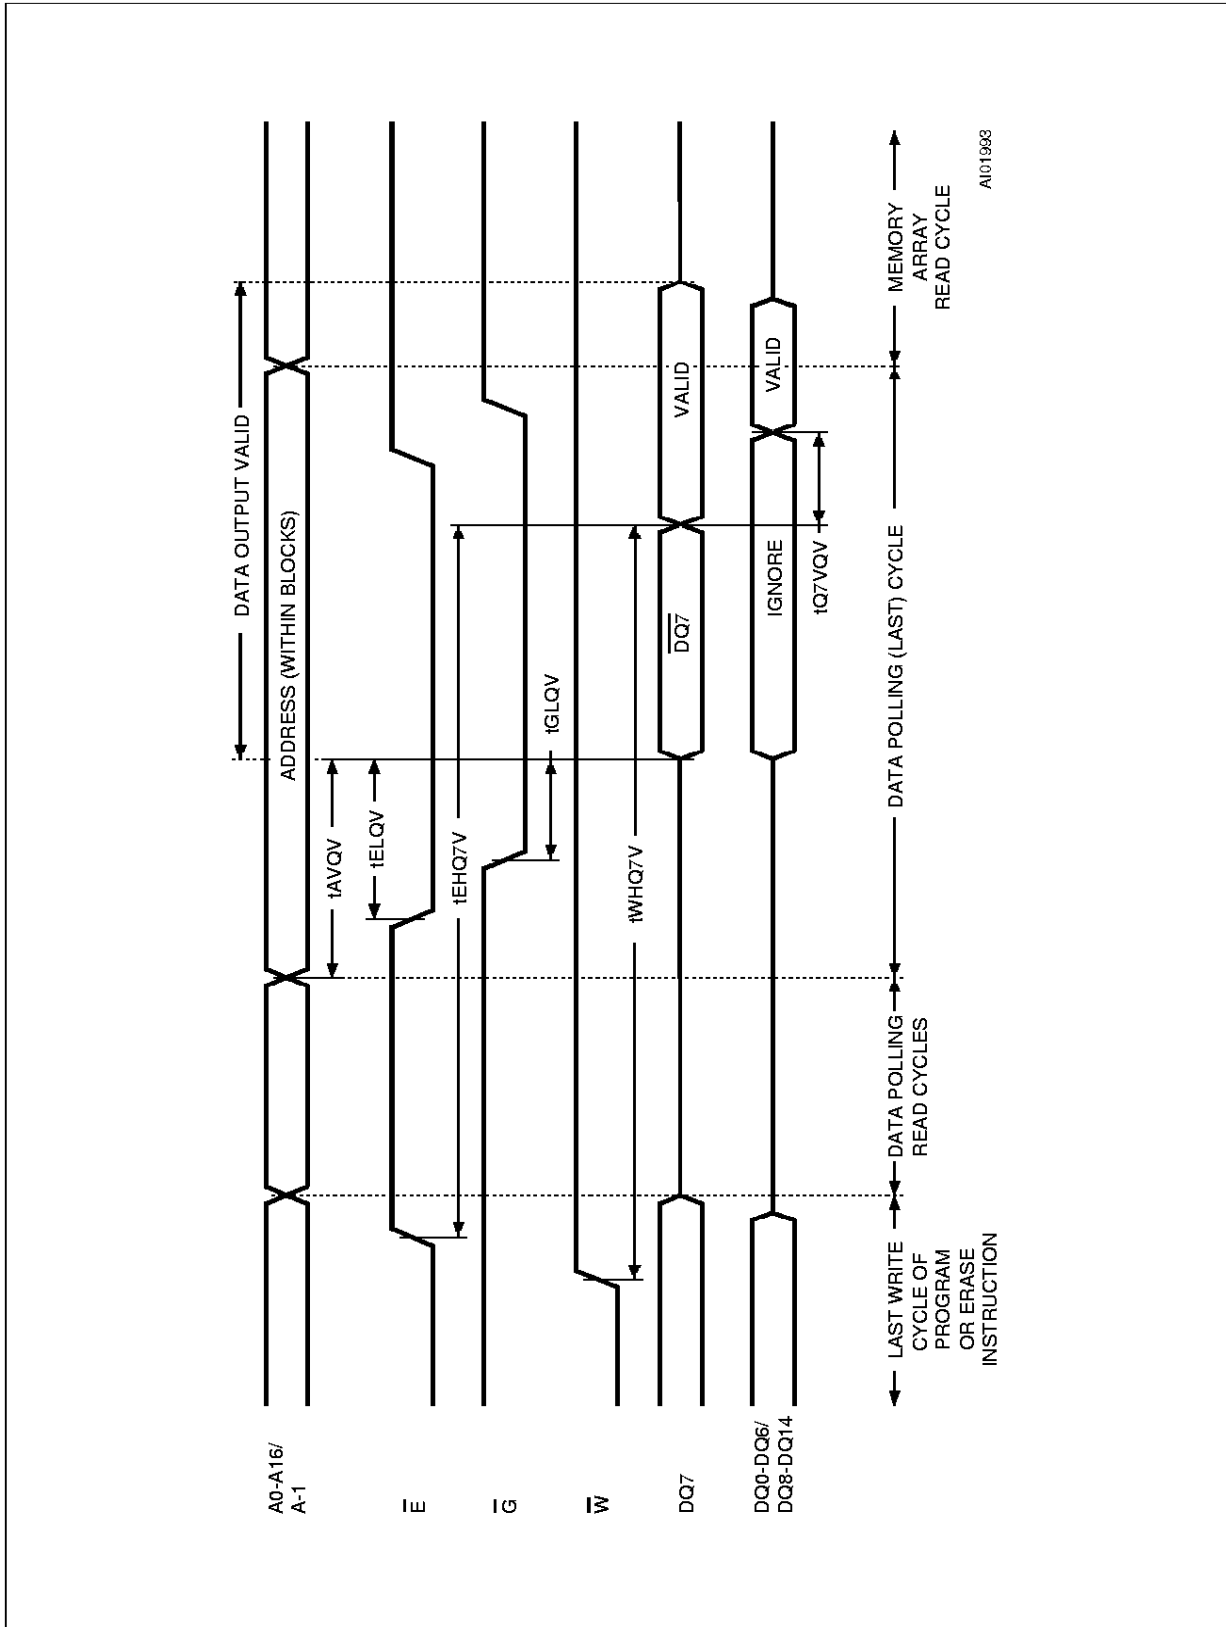 DATA OUTPUT VALID
A0-A16/
A-1
ADDRESS (WITHIN BLOCKS)
tAVQV
tELQV
E
tEHQ7V
G
tGLQV
W
tWHQ7V
DQ7
DQ7
VALID
DQ0-DQ6/
DQ8-DQ14
IGNORE
VALID
tQ7VQV
LAST WRITE
CYCLE OF
PROGRAM
OR ERASE
INSTRUCTION
DATA POLLING
READ CYCLES
DATA POLLING (LAST) CYCLE
MEMORY
ARRAY
READ CYCLE
AI01993